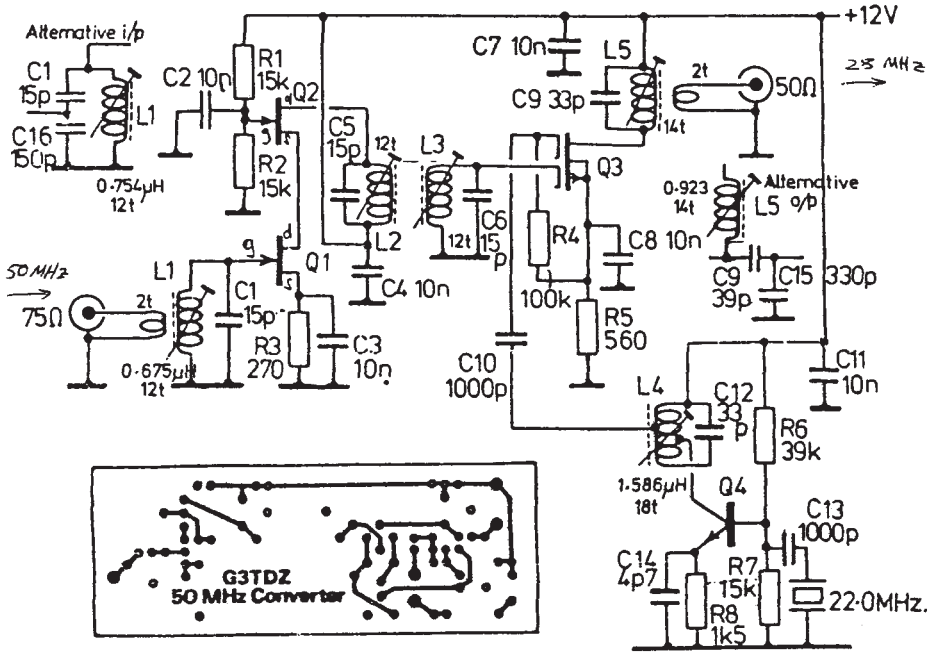 +12V
Alternative i/p
C1
15p
C16
150p
L1
0.754µH
12t
C2
10n
R1
15k
R2
15k
Q2
d
g
s
C5
15p
12t
L2
C4 10n
L3
12t
C6
15
p
C7 10n
C9 33p
L5
14t
2t
50Ω
28 MHz
Q3
R4
100k
C8 10n
R5
560
0.923
14t
L5
Alternative
o/p
C9
39p
C15
330p
50 MHz
75Ω
2t
L1
0.675µH
12t
C1
15p
g
d
s
Q1
R3
270
C3
10n
C10
1000p
L4
1.586µH
18t
C12
33
p
R6
39k
C11
10n
Q4
C13
1000p
C14
4p7
R8
1k5
R7
15k
22.0MHz.
G3TDZ
50 MHz Converter